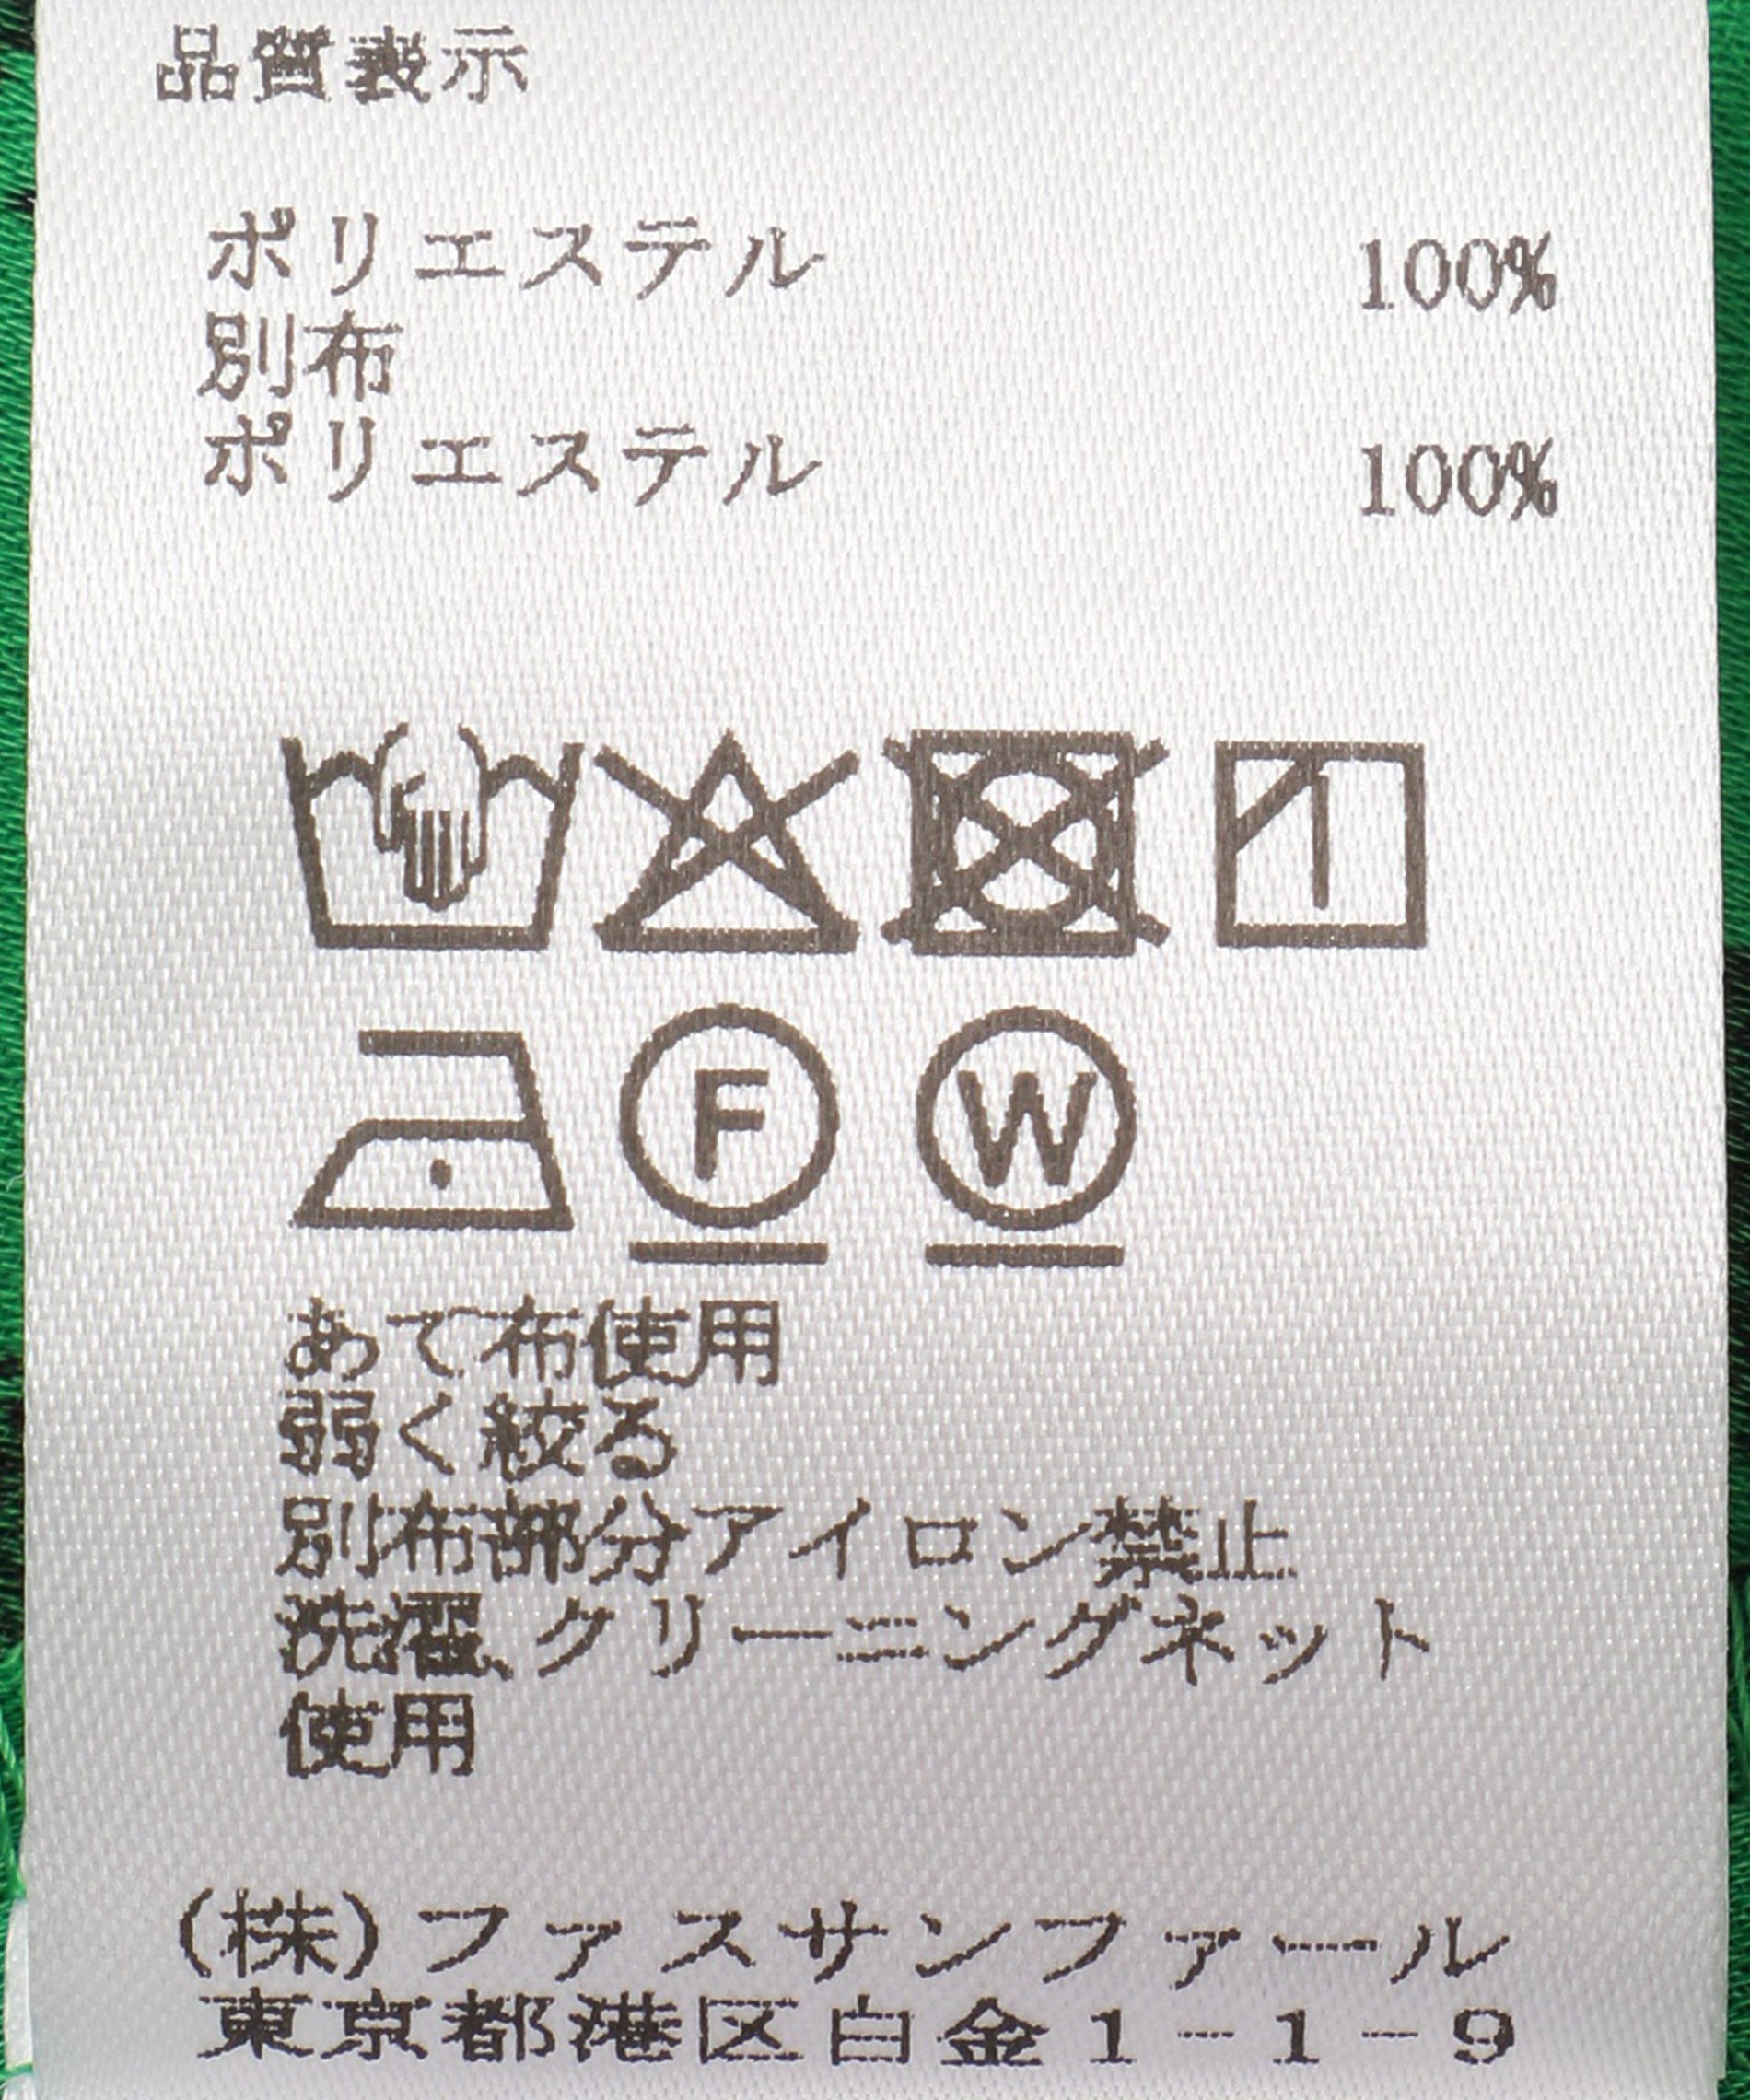 品質表示
ポリエステル 100%
別布
ポリエステル 100%
F W
あて布使用
弱く絞る
別布部分アイロン禁止
洗濯、クリーニングネット
使用
(株)ファスサンファール
東京都港区白金1-1-9